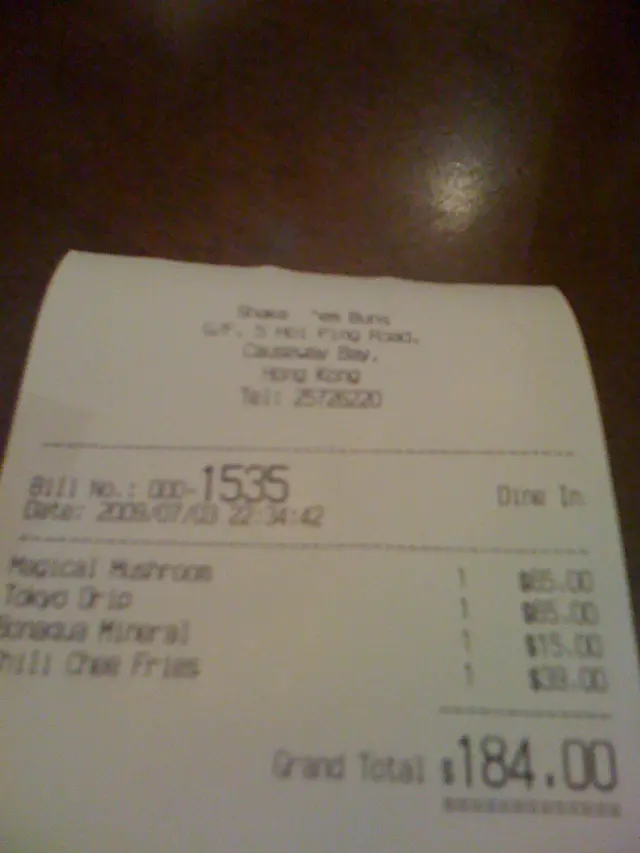 Shake 'em Buns
G/F. 5 Hoi Ping Road,
Causeway Bay,
Hong Kong
Tel: 25726220
Bill No.: 000-1535 Dine In
Date: 2009/07/03 22:34:42
Magical Mushroom 1 $65.00
Tokyo Drip 1 $65.00
Bonaqua Mineral 1 $15.00
hili Chee Fries 1 $39.00
Grand Total $184.00